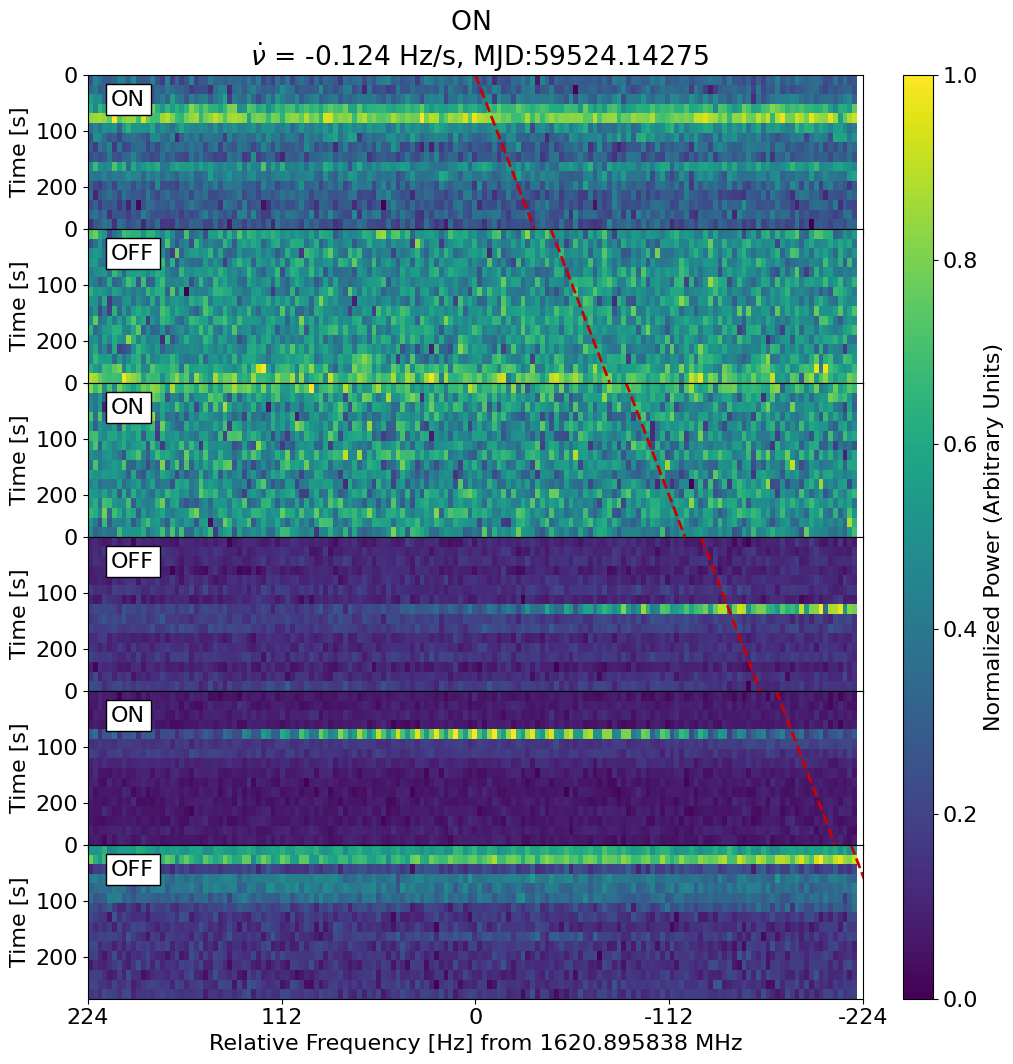 ON
ν̇ = -0.124 Hz/s, MJD:59524.14275
0
ON
100
Time [s]
200
0
OFF
100
Time [s]
200
0
ON
100
Time [s]
200
0
OFF
100
Time [s]
200
0
ON
100
Time [s]
200
0
OFF
100
Time [s]
200
224 112 0 -112 -224
Relative Frequency [Hz] from 1620.895838 MHz
1.0
0.8
0.6
0.4
0.2
0.0
Normalized Power (Arbitrary Units)